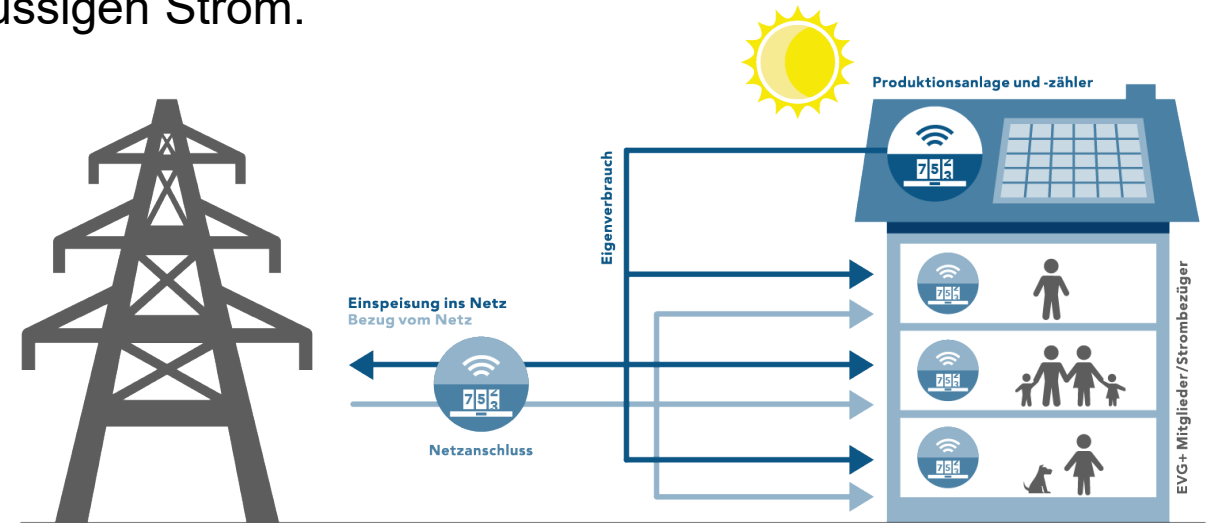 üssigen Strom.
Produktionsanlage und -zähler
Eigenverbrauch
Einspeisung ins Netz
Bezug vom Netz
Netzanschluss
EVG+ Mitglieder/Strombezüger